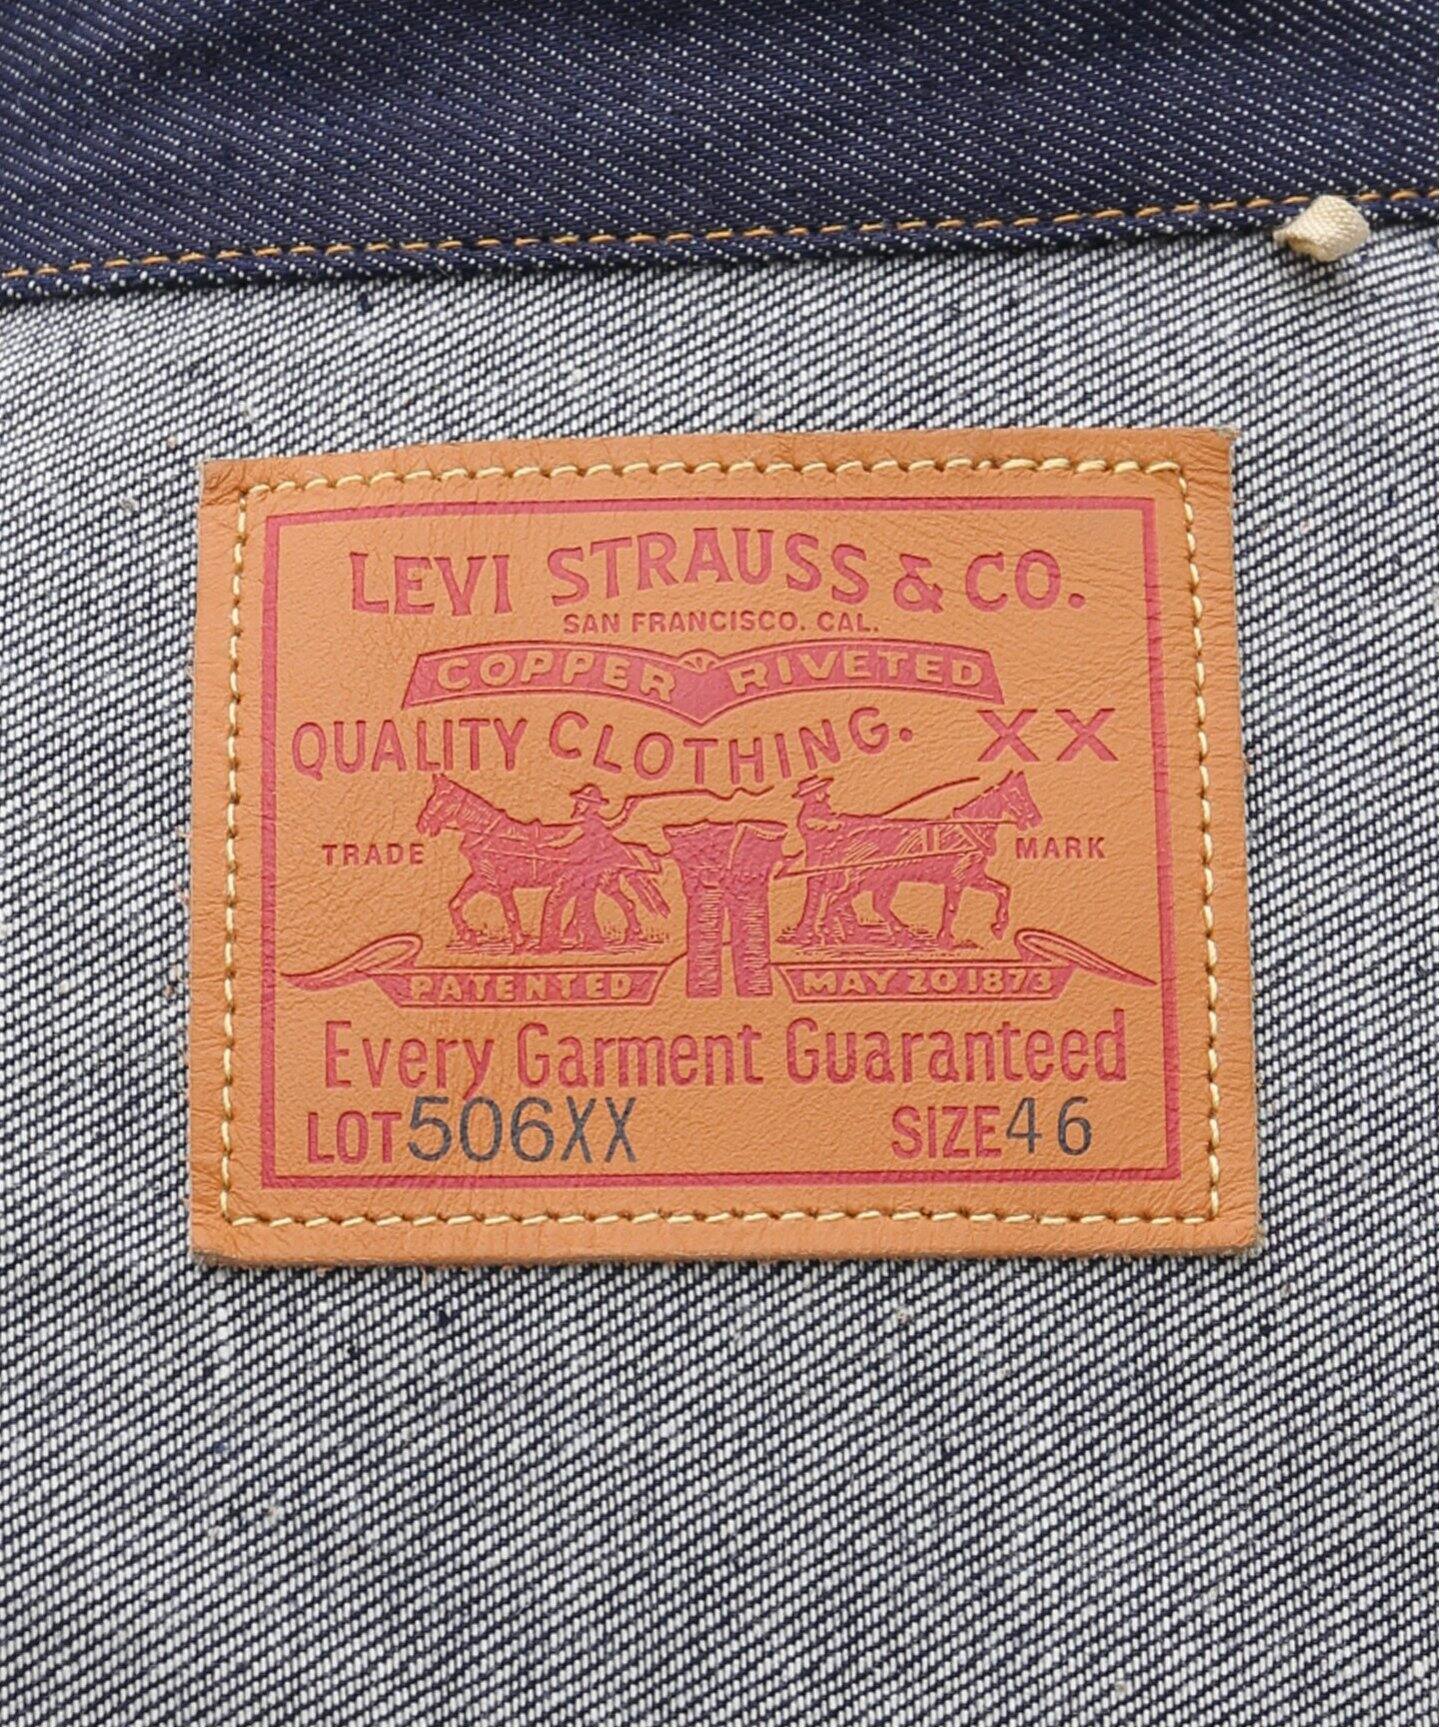 LEVI STRAUSS & CO.
SAN FRANCISCO. CAL.
COPPER RIVETED
QUALITY CLOTHING. XX
TRADE MARK
PATENTED MAY 20 1873
Every Garment Guaranteed
LOT 506XX SIZE 46